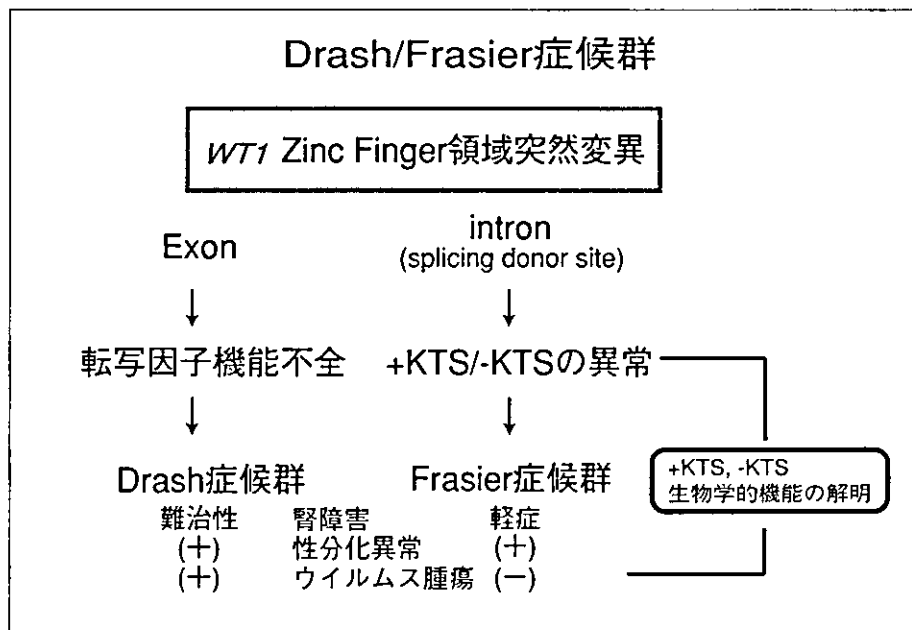 Drash/Frasier症候群
WT1 Zinc Finger領域突然変異
Exon
intron
(splicing donor site)
↓ ↓
転写因子機能不全 +KTS/-KTSの異常
↓ ↓
Drash症候群 Frasier症候群
難治性 腎障害 軽症
(+) 性分化異常 (+)
(+) ウイルムス腫瘍 (−)
+KTS, -KTS
生物学的機能の解明